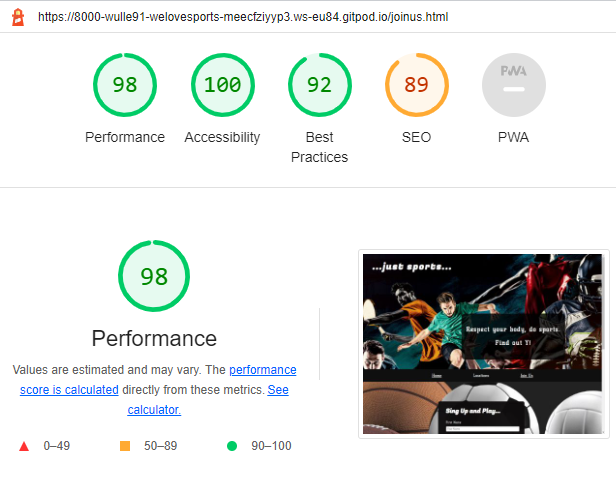 https://8000-wulle91-welovesports-meecfziyyp3.ws-eu84.gitpod.io/joinus.html
98 100 92 89 PWA
Performance Accessibility Best Practices SEO PWA
98
Performance
Values are estimated and may vary. The performance
score is calculated directly from these metrics. See
calculator.
0–49 50–89 90–100
...just sports...
Respect your body, do sports.
Find out
Home Locations Join Us
Sing Up and Play...
First Name